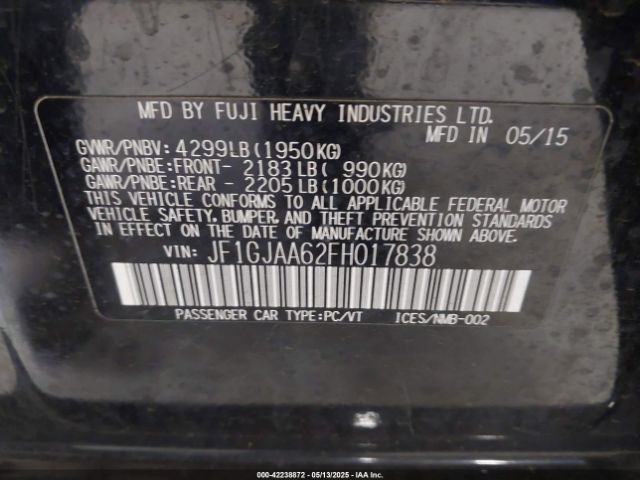 MFD BY FUJI HEAVY INDUSTRIES LTD.
MFD IN 05/15
GVWR/PNBV: 4299LB(1950KG)
GAWR/PNBE:FRONT- 2183LB( 990KG)
GAWR/PNBE:REAR - 2205LB(1000KG)
THIS VEHICLE CONFORMS TO ALL APPLICABLE FEDERAL MOTOR
VEHICLE SAFETY, BUMPER, AND THEFT PREVENTION STANDARDS
IN EFFECT ON THE DATE OF MANUFACTURE SHOWN ABOVE.
VIN: JF1GJAA62FH017838
PASSENGER CAR TYPE:PC/VT ICES/NMB-002
000-42238872 - 05/13/2025 - IAA Inc.